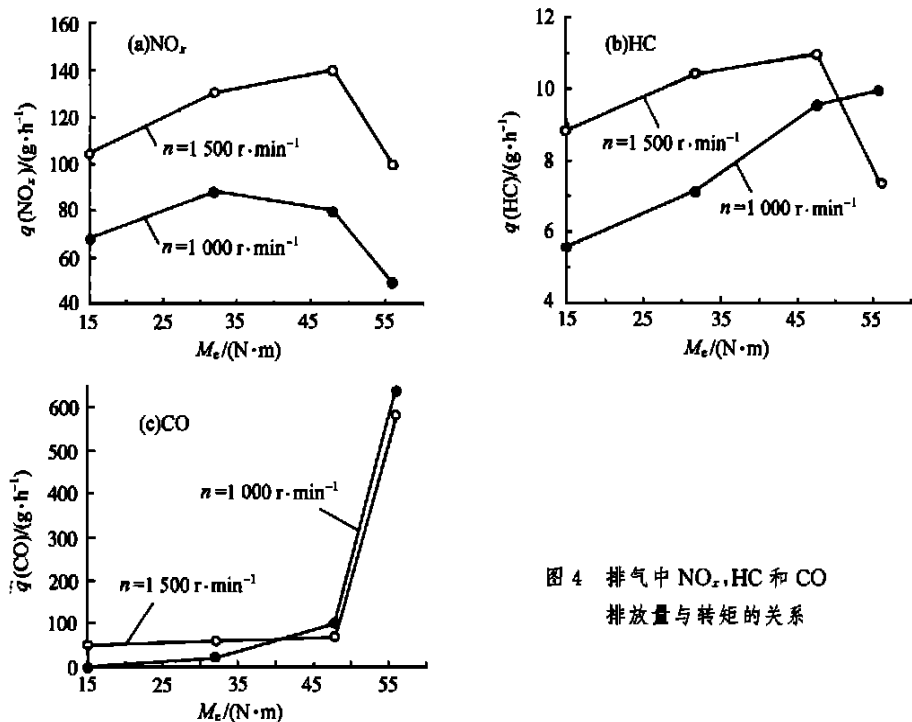 (a)NOₓ
q(NOₓ)/(g·h⁻¹)
160
140
120
100
80
60
40
n=1 500 r·min⁻¹
n=1 000 r·min⁻¹
15 25 35 45 55
Mₑ/(N·m)
(b)HC
q(HC)/(g·h⁻¹)
12
10
8
6
4
n=1 500 r·min⁻¹
n=1 000 r·min⁻¹
15 25 35 45 55
Mₑ/(N·m)
(c)CO
q(CO)/(g·h⁻¹)
600
500
400
300
200
100
0
n=1 000 r·min⁻¹
n=1 500 r·min⁻¹
15 25 35 45 55
Mₑ/(N·m)
图 4 排气中 NOₓ,HC 和 CO
排放量与转矩的关系